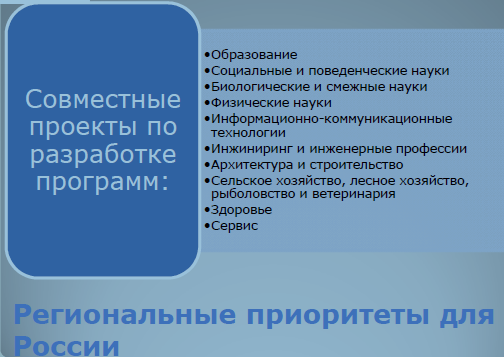 Совместные
проекты по
разработке
программ:
•Образование
•Социальные и поведенческие науки
•Биологические и смежные науки
•Физические науки
•Информационно-коммуникационные
технологии
•Инжиниринг и инженерные профессии
•Архитектура и строительство
•Сельское хозяйство, лесное хозяйство,
рыболовство и ветеринария
•Здоровье
•Сервис
Региональные приоритеты для
России